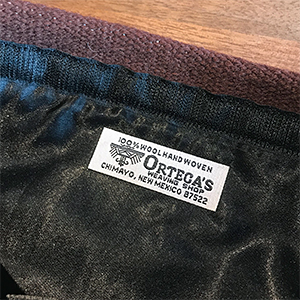 100% WOOL HAND WOVEN
ORTEGA'S
WEAVING SHOP
CHIMAYO, NEW MEXICO 87522